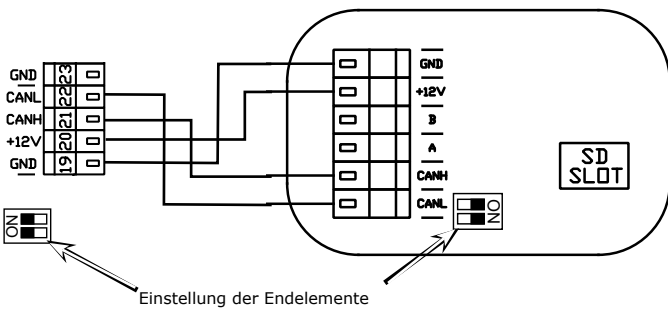 GND 23
CANL 22
CANH 21
+12V 20
GND 19
ON
GND
+12V
B
A
CANH
CANL
ON
SD
SLOT
Einstellung der Endelemente